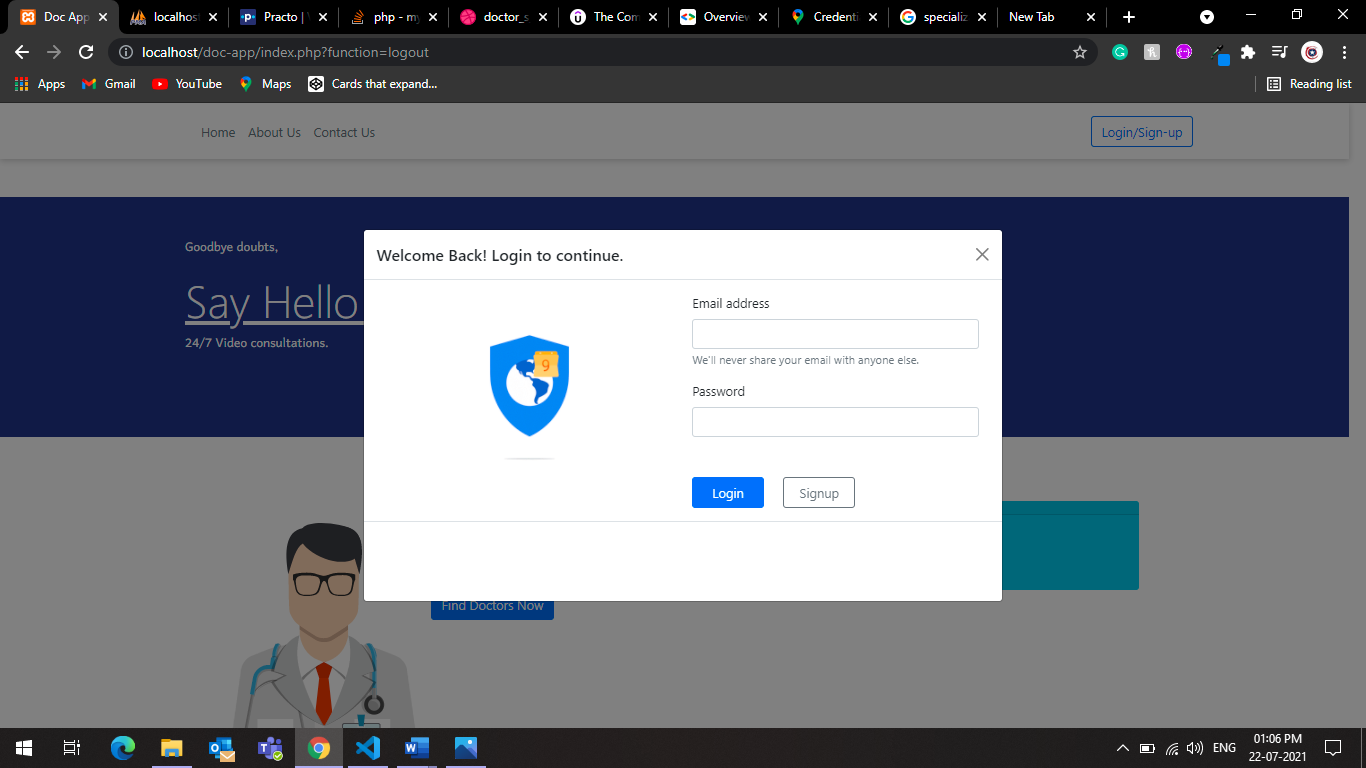 Doc App
localhost
Practo |
php - my
doctor_s
The Com
Overview
Credenti
specializ
New Tab
localhost/doc-app/index.php?function=logout
Apps
Gmail
YouTube
Maps
Cards that expand...
Reading list
Home
About Us
Contact Us
Login/Sign-up
Goodbye doubts,
Say Hello
24/7 Video consultations.
Welcome Back! Login to continue.
9
Email address
We'll never share your email with anyone else.
Password
Login
Signup
Find Doctors Now
ENG
01:06 PM
22-07-2021